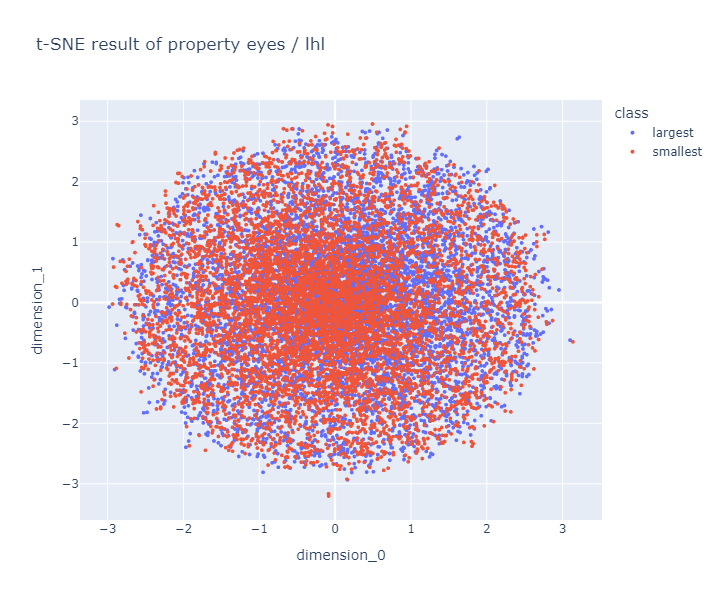 t-SNE result of property eyes / lhl
class
largest
smallest
3
2
1
0
−1
−2
−3
dimension_1
−3
−2
−1
0
1
2
3
dimension_0